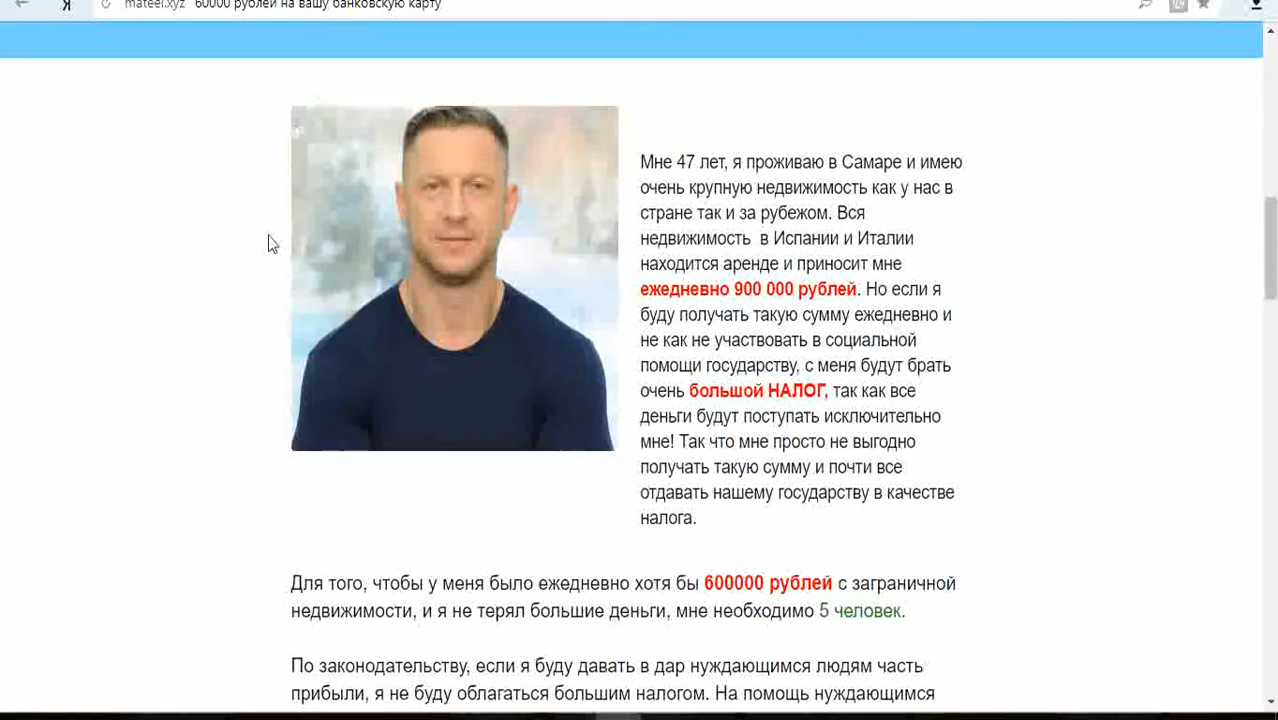 mateel.xyz 60000 рублей на вашу банковскую карту
Мне 47 лет, я проживаю в Самаре и имею
очень крупную недвижимость как у нас в
стране так и за рубежом. Вся
недвижимость в Испании и Италии
находится аренде и приносит мне
ежедневно 900 000 рублей. Но если я
буду получать такую сумму ежедневно и
не как не участвовать в социальной
помощи государству, с меня будут брать
очень большой НАЛОГ, так как все
деньги будут поступать исключительно
мне! Так что мне просто не выгодно
получать такую сумму и почти все
отдавать нашему государству в качестве
налога.
Для того, чтобы у меня было ежедневно хотя бы 600000 рублей с заграничной
недвижимости, и я не терял большие деньги, мне необходимо 5 человек.
По законодательству, если я буду давать в дар нуждающимся людям часть
прибыли, я не буду облагаться большим налогом. На помощь нуждающимся